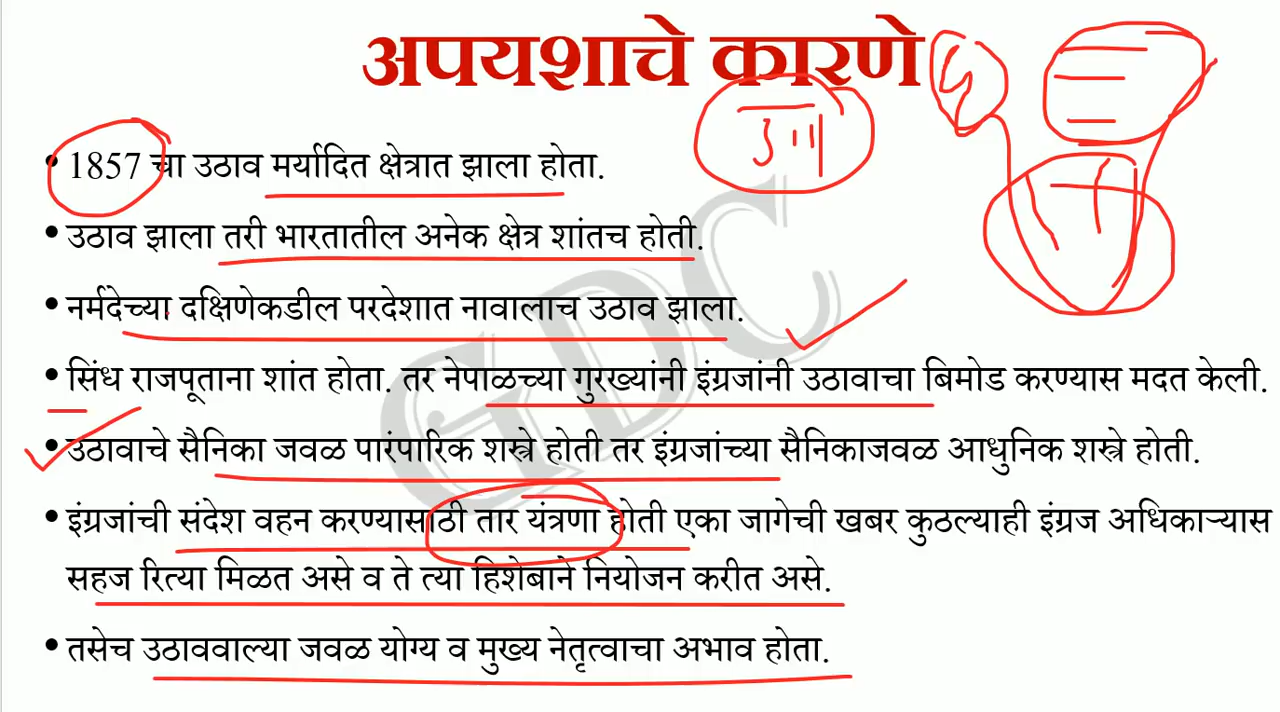 अपयशाचे कारणे
• 1857 चा उठाव मर्यादित क्षेत्रात झाला होता.
• उठाव झाला तरी भारतातील अनेक क्षेत्र शांतच होती.
• नर्मदेच्या दक्षिणेकडील परदेशात नावालाच उठाव झाला.
• सिंध राजपूताना शांत होता. तर नेपाळच्या गुरख्यांनी इंग्रजांनी उठावाचा बिमोड करण्यास मदत केली.
• उठावाचे सैनिका जवळ पारंपारिक शस्त्रे होती तर इंग्रजांच्या सैनिकाजवळ आधुनिक शस्त्रे होती.
• इंग्रजांची संदेश वहन करण्यासाठी तार यंत्रणा होती एका जागेची खबर कुठल्याही इंग्रज अधिकाऱ्यास
सहज रित्या मिळत असे व ते त्या हिशेबाने नियोजन करीत असे.
• तसेच उठाववाल्या जवळ योग्य व मुख्य नेतृत्वाचा अभाव होता.
GDC